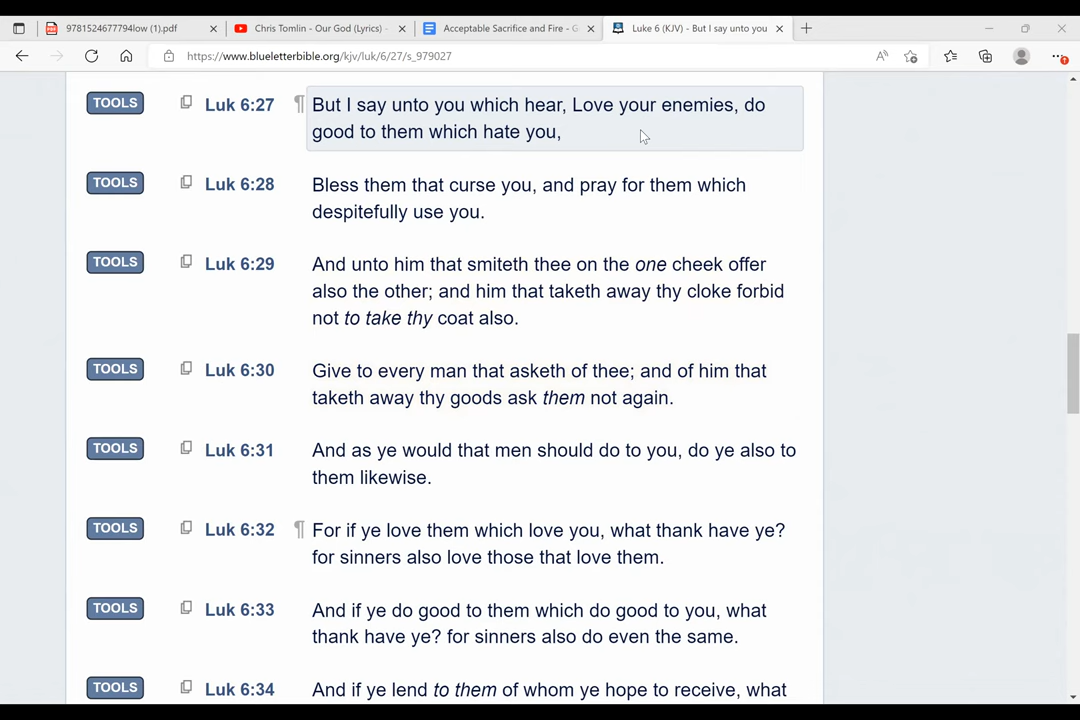 9781524677794low (1).pdf
Chris Tomlin - Our God (Lyrics) -
Acceptable Sacrifice and Fire - G
Luke 6 (KJV) - But I say unto you
https://www.blueletterbible.org/kjv/luk/6/27/s_979027
TOOLS Luk 6:27 ¶ But I say unto you which hear, Love your enemies, do
good to them which hate you,
TOOLS Luk 6:28 Bless them that curse you, and pray for them which
despitefully use you.
TOOLS Luk 6:29 And unto him that smiteth thee on the one cheek offer
also the other; and him that taketh away thy cloke forbid
not to take thy coat also.
TOOLS Luk 6:30 Give to every man that asketh of thee; and of him that
taketh away thy goods ask them not again.
TOOLS Luk 6:31 And as ye would that men should do to you, do ye also to
them likewise.
TOOLS Luk 6:32 ¶ For if ye love them which love you, what thank have ye?
for sinners also love those that love them.
TOOLS Luk 6:33 And if ye do good to them which do good to you, what
thank have ye? for sinners also do even the same.
TOOLS Luk 6:34 And if ye lend to them of whom ye hope to receive, what